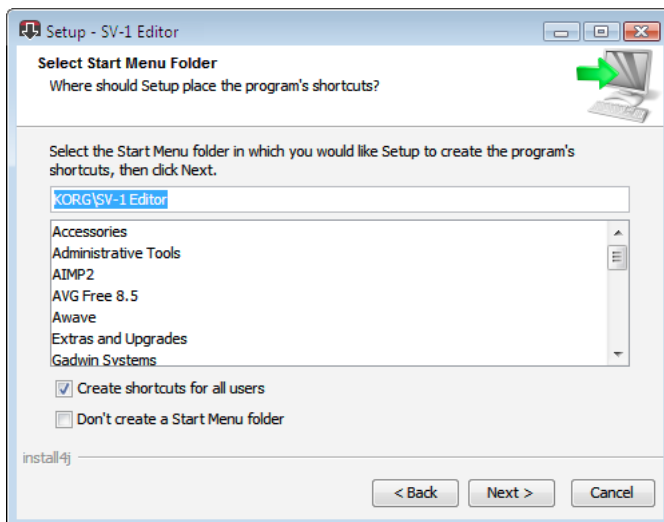 Setup - SV-1 Editor
Select Start Menu Folder
Where should Setup place the program's shortcuts?
Select the Start Menu folder in which you would like Setup to create the program's
shortcuts, then click Next.
KORG\SV-1 Editor
Accessories
Administrative Tools
AIMP2
AVG Free 8.5
Awave
Extras and Upgrades
Gadwin Systems
Create shortcuts for all users
Don't create a Start Menu folder
install4j
< Back Next > Cancel